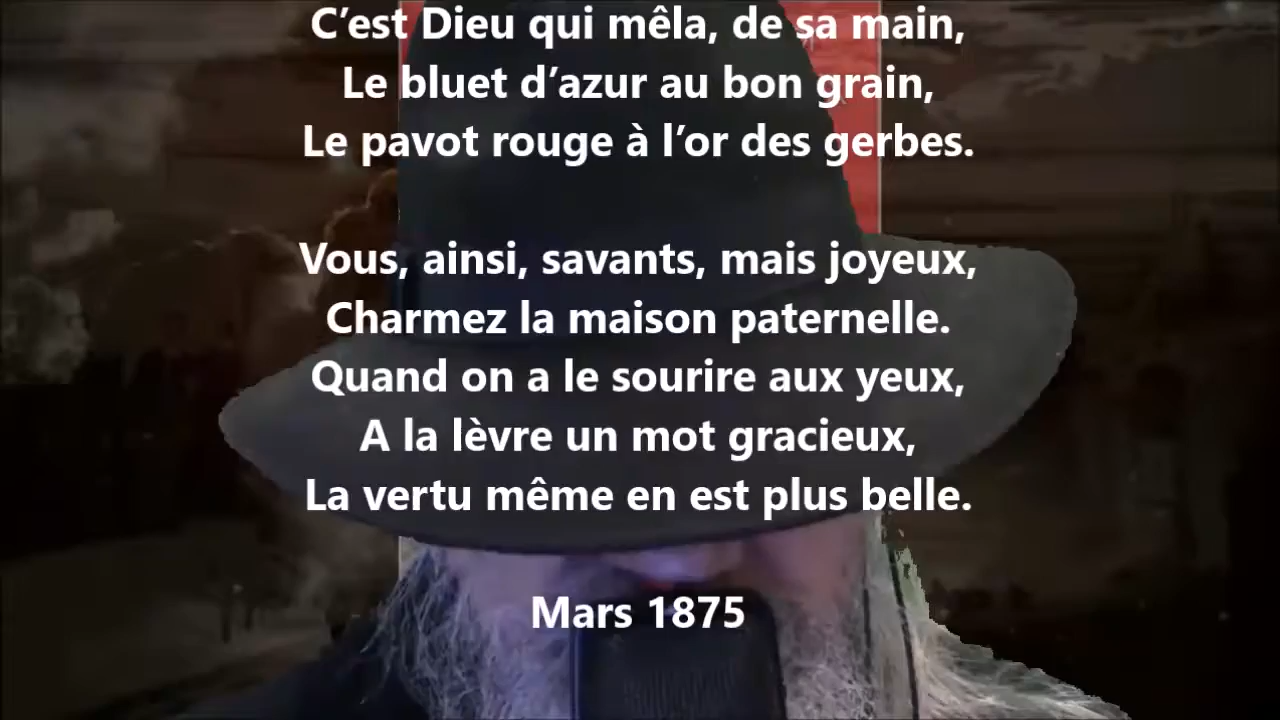 C’est Dieu qui mêla, de sa main,
Le bluet d’azur au bon grain,
Le pavot rouge à l’or des gerbes.
Vous, ainsi, savants, mais joyeux,
Charmez la maison paternelle.
Quand on a le sourire aux yeux,
A la lèvre un mot gracieux,
La vertu même en est plus belle.
Mars 1875